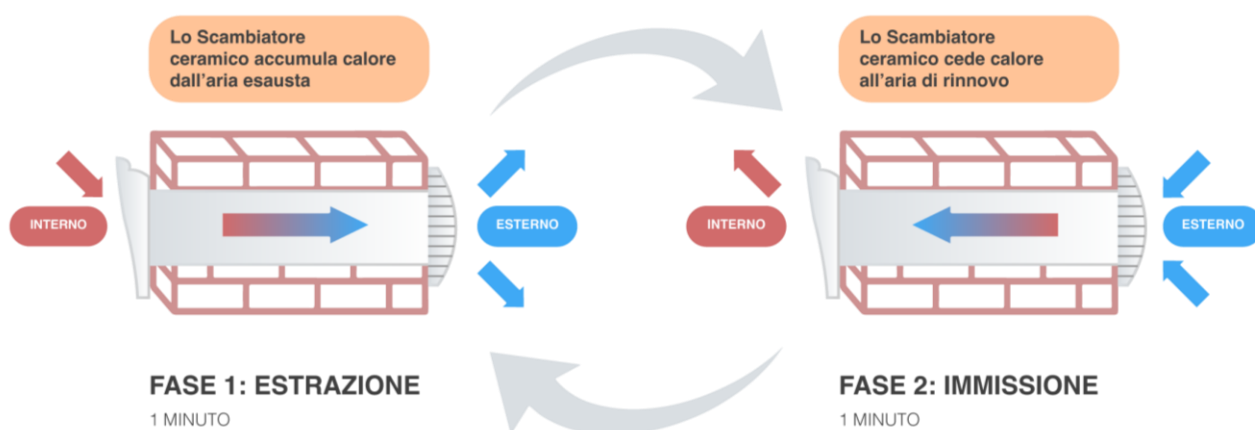 Lo Scambiatore
ceramico accumula calore
dall'aria esausta
INTERNO
ESTERNO
FASE 1: ESTRAZIONE
1 MINUTO
Lo Scambiatore
ceramico cede calore
all'aria di rinnovo
INTERNO
ESTERNO
FASE 2: IMMISSIONE
1 MINUTO